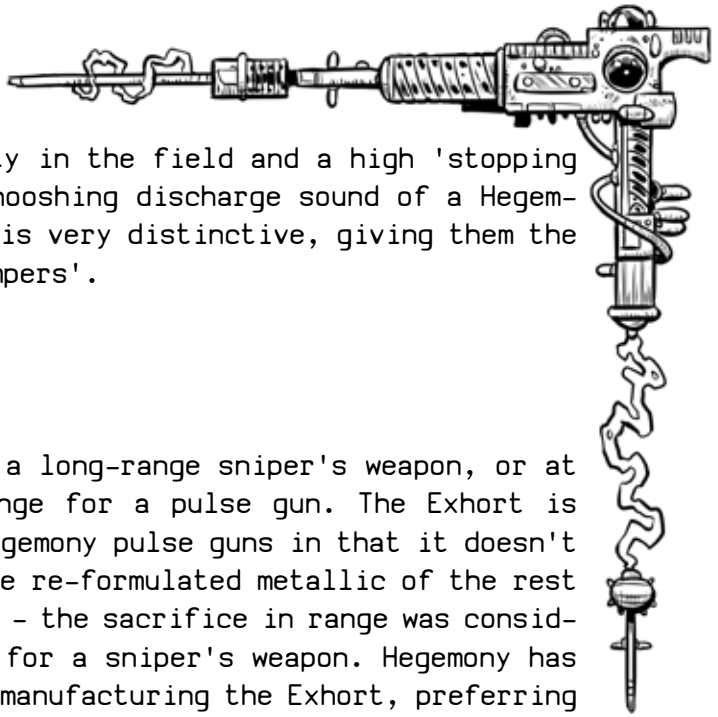 y in the field and a high 'stopping
hooshing discharge sound of a Hegem-
is very distinctive, giving them the
mpers'.
a long-range sniper's weapon, or at
nge for a pulse gun. The Exhort is
gemony pulse guns in that it doesn't
e re-formulated metallic of the rest
- the sacrifice in range was consid-
for a sniper's weapon. Hegemony has
manufacturing the Exhort, preferring